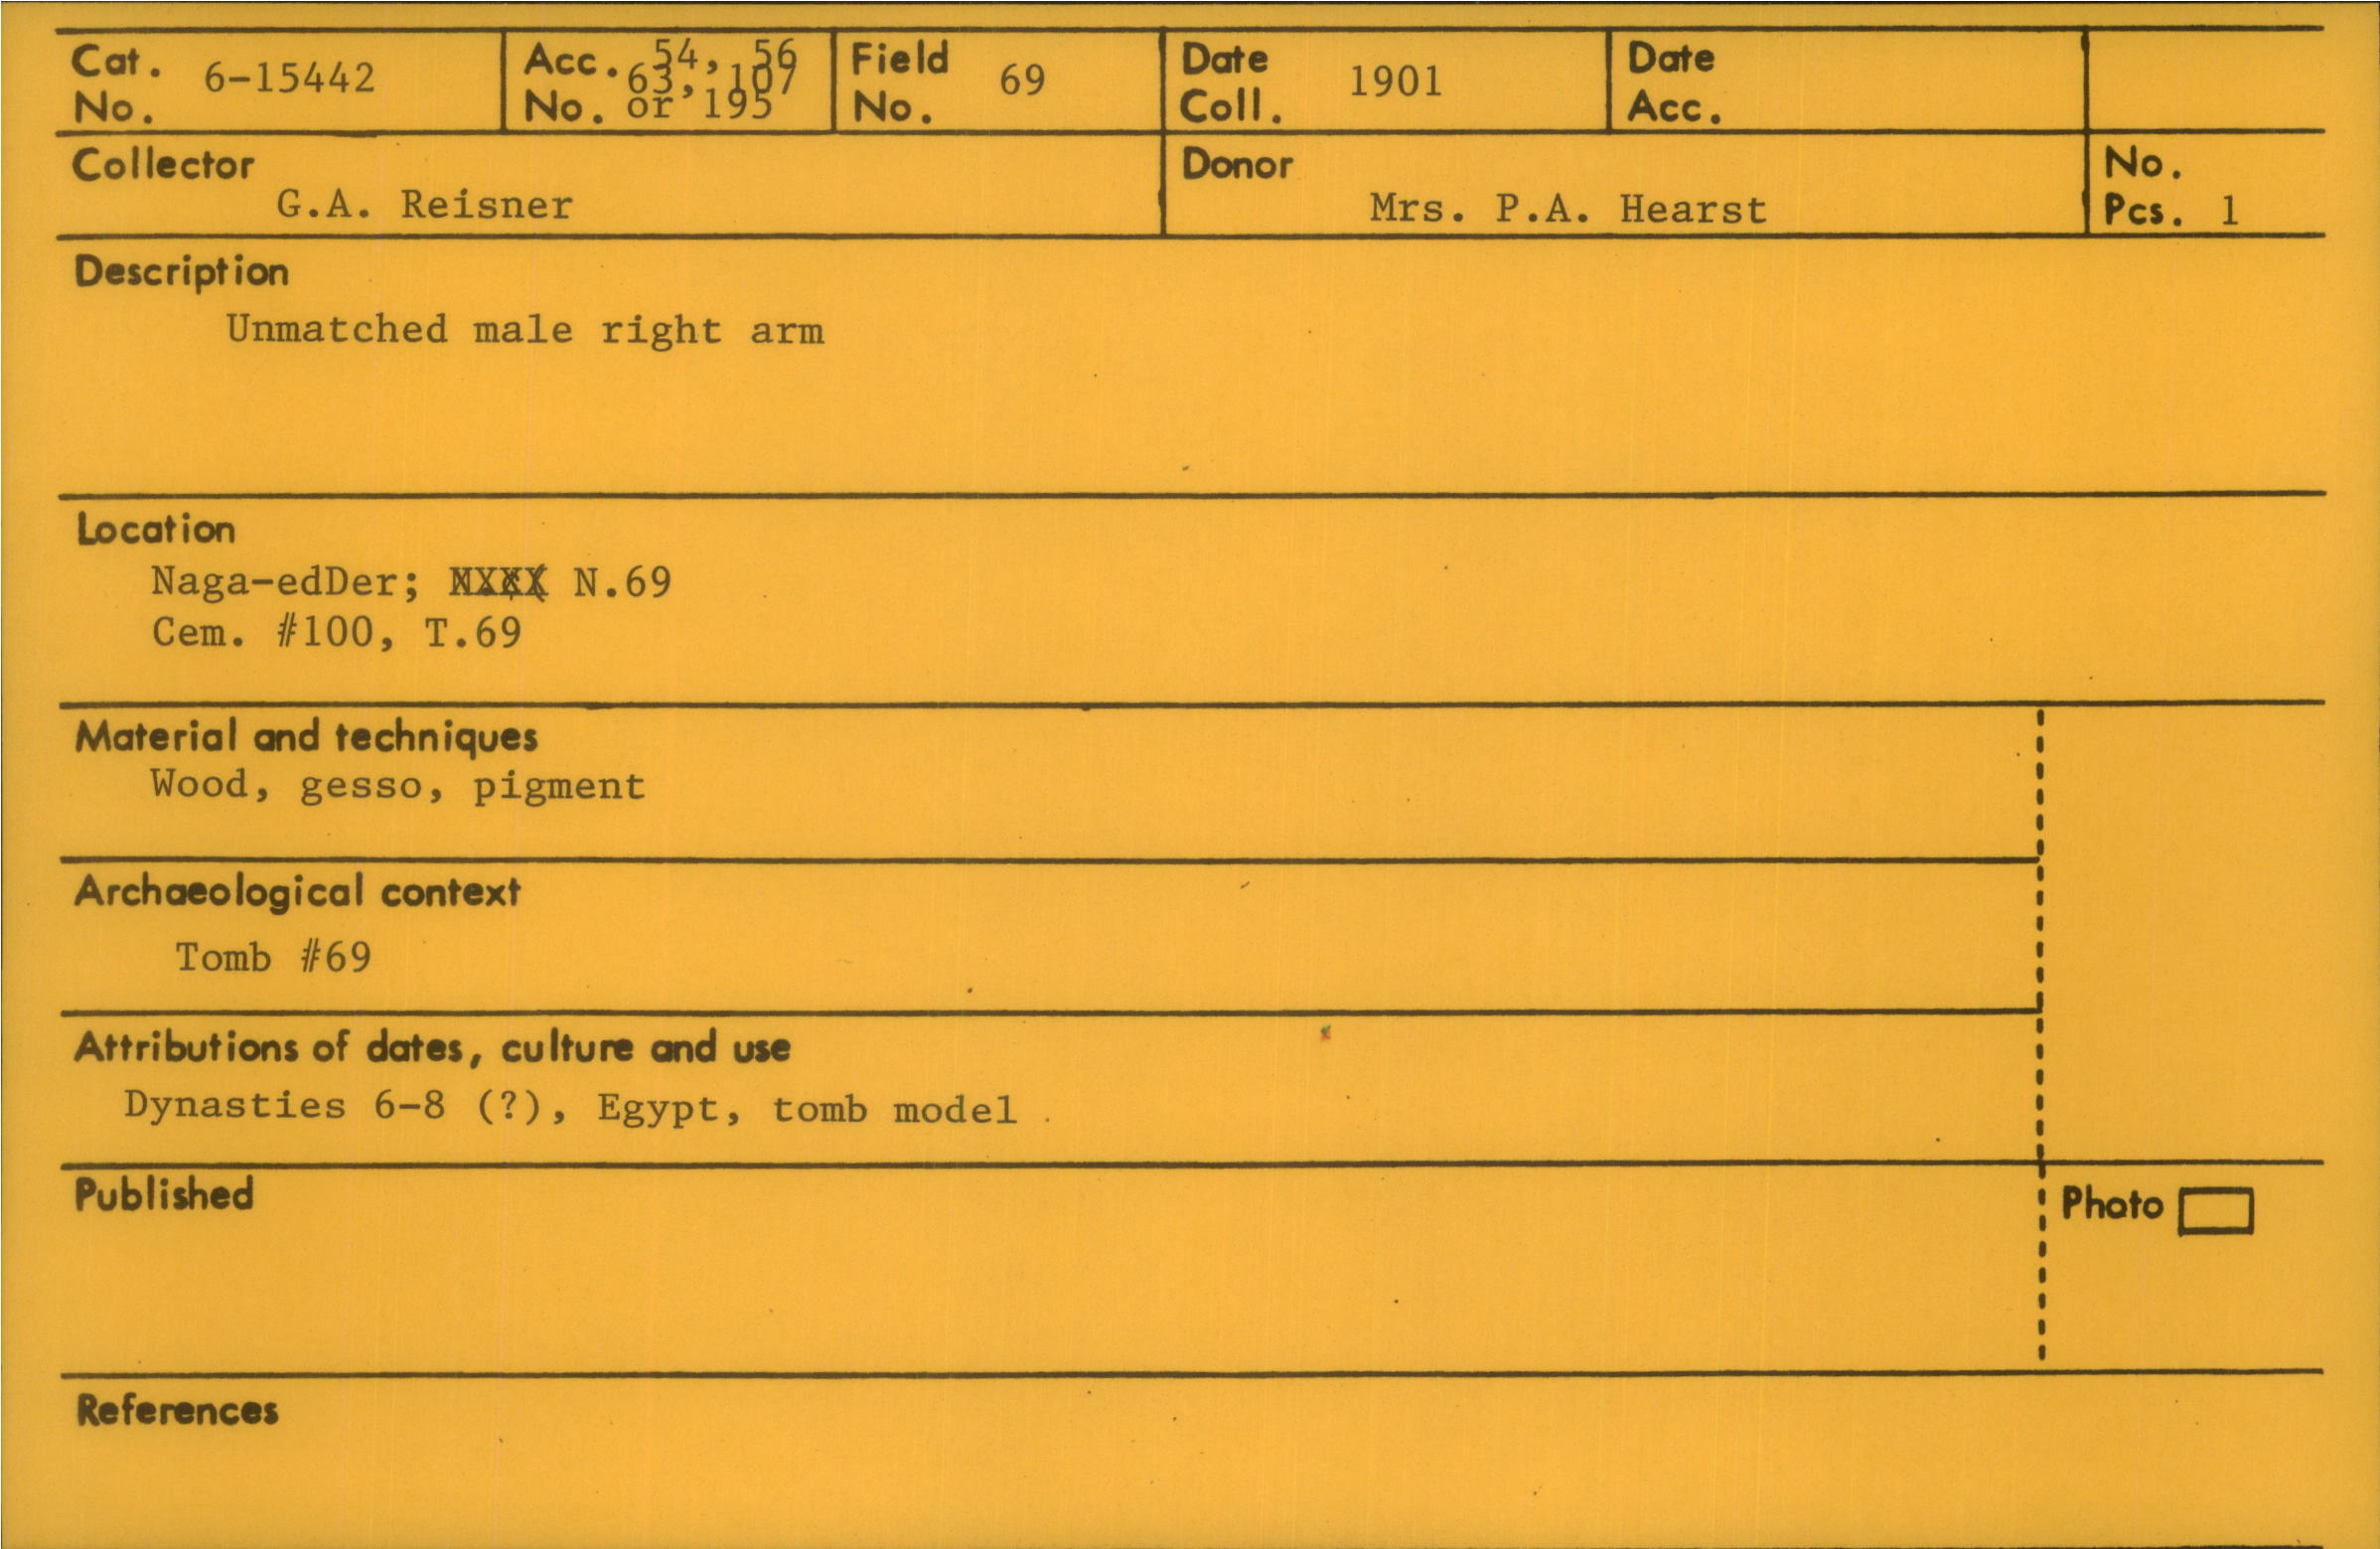 Cat. No. 6-15442
Acc. No. 54, 56 63, 107 or 195
Field No. 69
Date Coll. 1901
Date Acc.
Collector
G.A. Reisner
Donor
Mrs. P.A. Hearst
No. Pcs. 1
Description
Unmatched male right arm
Location
Naga-edDer; N.69
Cem. #100, T.69
Material and techniques
Wood, gesso, pigment
Archaeological context
Tomb #69
Attributions of dates, culture and use
Dynasties 6-8 (?), Egypt, tomb model
Published
Photo
References